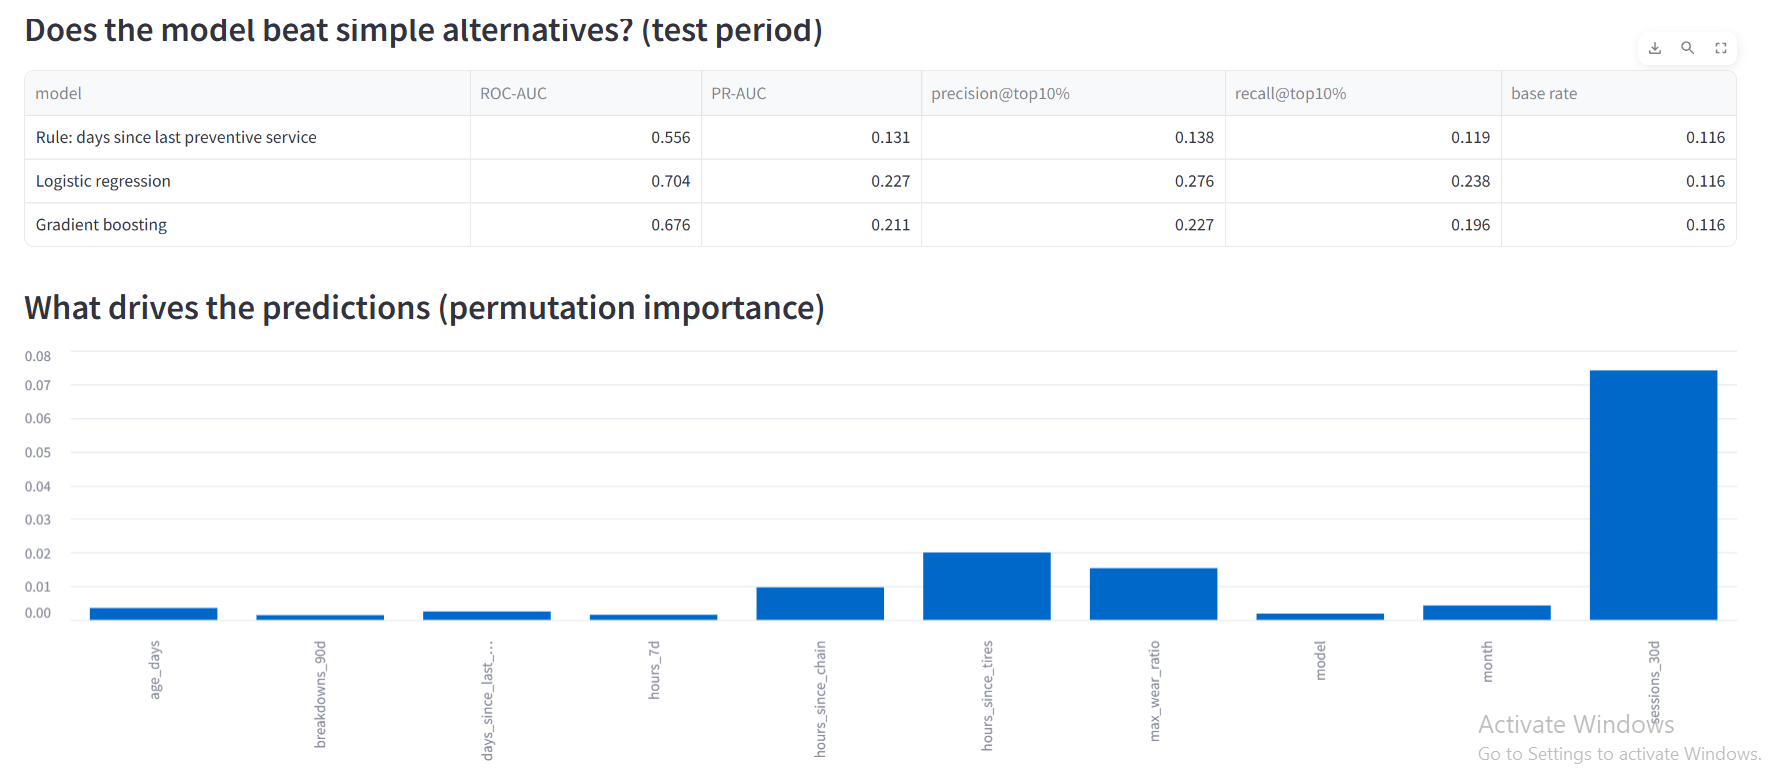 Does the model beat simple alternatives? (test period)
model ROC-AUC PR-AUC precision@top10% recall@top10% base rate
Rule: days since last preventive service 0.556 0.131 0.138 0.119 0.116
Logistic regression 0.704 0.227 0.276 0.238 0.116
Gradient boosting 0.676 0.211 0.227 0.196 0.116
What drives the predictions (permutation importance)
0.08
0.07
0.06
0.05
0.04
0.03
0.02
0.01
0.00
age_days
breakdowns_90d
days_since_last_...
hours_7d
hours_since_chain
hours_since_tires
max_wear_ratio
model
month
sessions_30d
Activate Windows
Go to Settings to activate Windows.